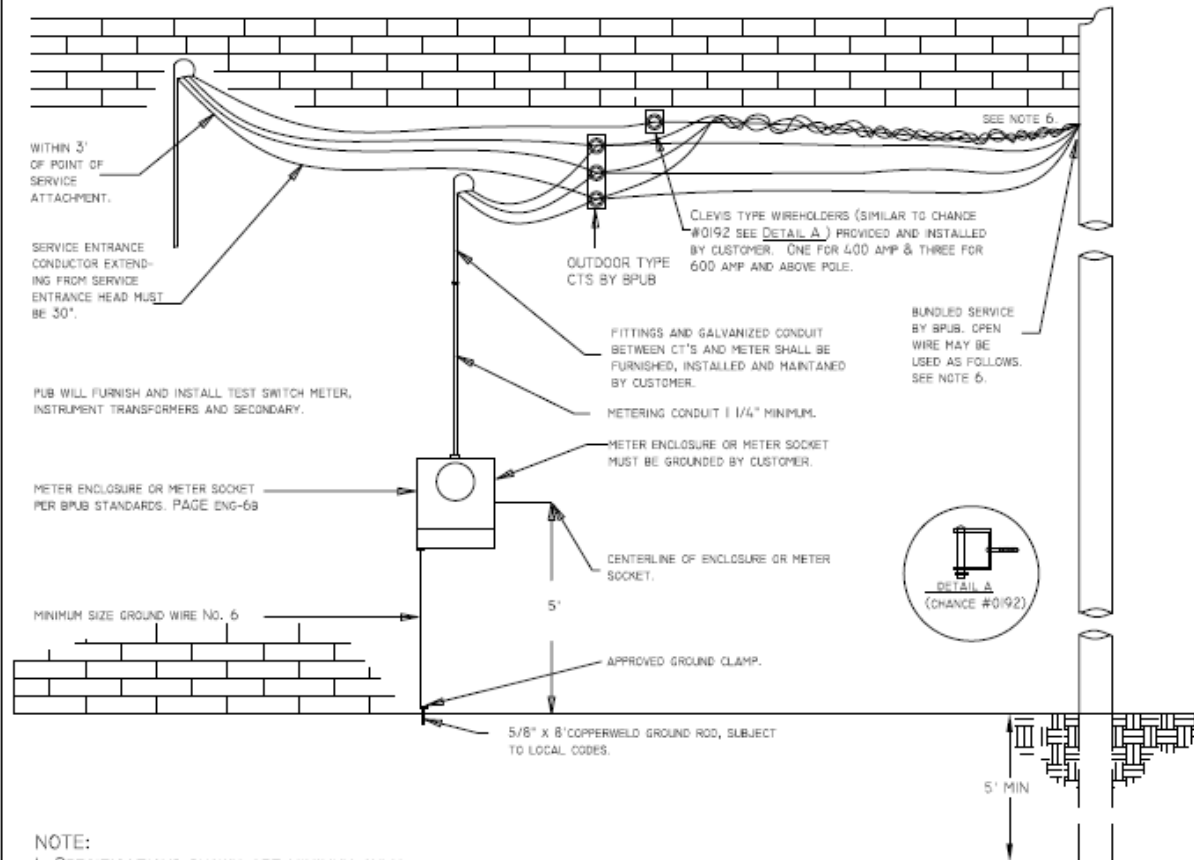 SEE NOTE 6.
WITHIN 3'
OF POINT OF
SERVICE
ATTACHMENT.
CLEVIS TYPE WIREHOLDERS (SIMILAR TO CHANCE
#0192 SEE DETAIL A) PROVIDED AND INSTALLED
BY CUSTOMER. ONE FOR 400 AMP & THREE FOR
600 AMP AND ABOVE POLE.
SERVICE ENTRANCE
CONDUCTOR EXTEND-
ING FROM SERVICE
ENTRANCE HEAD MUST
BE 30".
OUTDOOR TYPE
CTS BY BPUB
BUNDLED SERVICE
BY BPUB. OPEN
WIRE MAY BE
USED AS FOLLOWS.
SEE NOTE 6.
FITTINGS AND GALVANIZED CONDUIT
BETWEEN CT'S AND METER SHALL BE
FURNISHED, INSTALLED AND MAINTANED
BY CUSTOMER.
PUB WILL FURNISH AND INSTALL TEST SWITCH METER,
INSTRUMENT TRANSFORMERS AND SECONDARY.
METERING CONDUIT 1 1/4" MINIMUM.
METER ENCLOSURE OR METER SOCKET
MUST BE GROUNDED BY CUSTOMER.
METER ENCLOSURE OR METER SOCKET
PER BPUB STANDARDS. PAGE ENG-6B
CENTERLINE OF ENCLOSURE OR METER
SOCKET.
DETAIL A
(CHANCE #0192)
5'
MINIMUM SIZE GROUND WIRE NO. 6
APPROVED GROUND CLAMP.
5/8" X 8'COPPERWELD GROUND ROD, SUBJECT
TO LOCAL CODES.
5' MIN
NOTE: